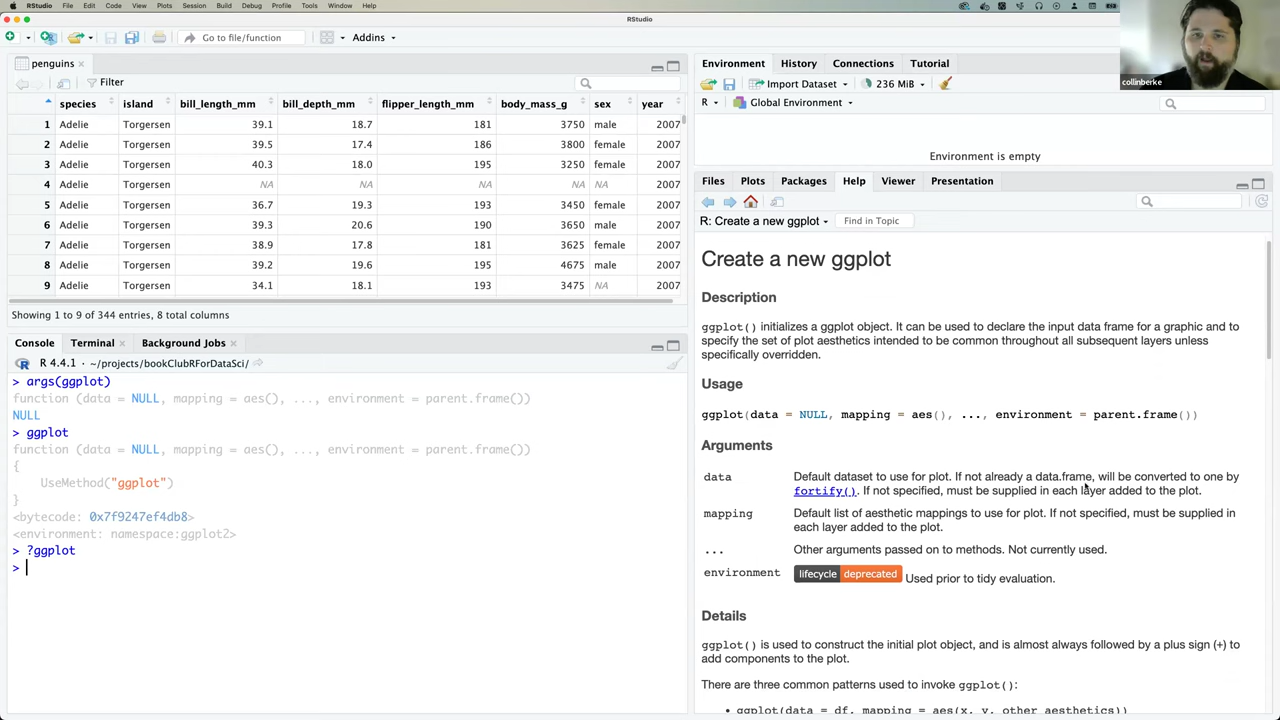 RStudio File Edit Code View Plots Session Build Debug Profile Tools Window Help
RStudio
Go to file/function Addins
penguins
Filter
species island bill_length_mm bill_depth_mm flipper_length_mm body_mass_g sex year
1 Adelie Torgersen 39.1 18.7 181 3750 male 2007
2 Adelie Torgersen 39.5 17.4 186 3800 female 2007
3 Adelie Torgersen 40.3 18.0 195 3250 female 2007
4 Adelie Torgersen NA NA NA NA NA 2007
5 Adelie Torgersen 36.7 19.3 193 3450 female 2007
6 Adelie Torgersen 39.3 20.6 190 3650 male 2007
7 Adelie Torgersen 38.9 17.8 181 3625 female 2007
8 Adelie Torgersen 39.2 19.6 195 4675 male 2007
9 Adelie Torgersen 34.1 18.1 193 3475 NA 2007
Showing 1 to 9 of 344 entries, 8 total columns
Console Terminal Background Jobs
R 4.4.1 · ~/projects/bookClubRForDataSci/
> args(ggplot)
function (data = NULL, mapping = aes(), ..., environment = parent.frame())
NULL
> ggplot
function (data = NULL, mapping = aes(), ..., environment = parent.frame())
{
UseMethod("ggplot")
}
<bytecode: 0x7f9247ef4db8>
<environment: namespace:ggplot2>
> ?ggplot
>
Environment History Connections Tutorial
Import Dataset 236 MiB
R Global Environment
Environment is empty
Files Plots Packages Help Viewer Presentation
R: Create a new ggplot Find in Topic
Create a new ggplot
Description
ggplot() initializes a ggplot object. It can be used to declare the input data frame for a graphic and to
specify the set of plot aesthetics intended to be common throughout all subsequent layers unless
specifically overridden.
Usage
ggplot(data = NULL, mapping = aes(), ..., environment = parent.frame())
Arguments
data Default dataset to use for plot. If not already a data.frame, will be converted to one by
fortify(). If not specified, must be supplied in each layer added to the plot.
mapping Default list of aesthetic mappings to use for plot. If not specified, must be supplied in
each layer added to the plot.
... Other arguments passed on to methods. Not currently used.
environment lifecycle deprecated Used prior to tidy evaluation.
Details
ggplot() is used to construct the initial plot object, and is almost always followed by a plus sign (+) to
add components to the plot.
There are three common patterns used to invoke ggplot():
• ggplot(data = df, mapping = aes(x, y, other aesthetics))
collinberke